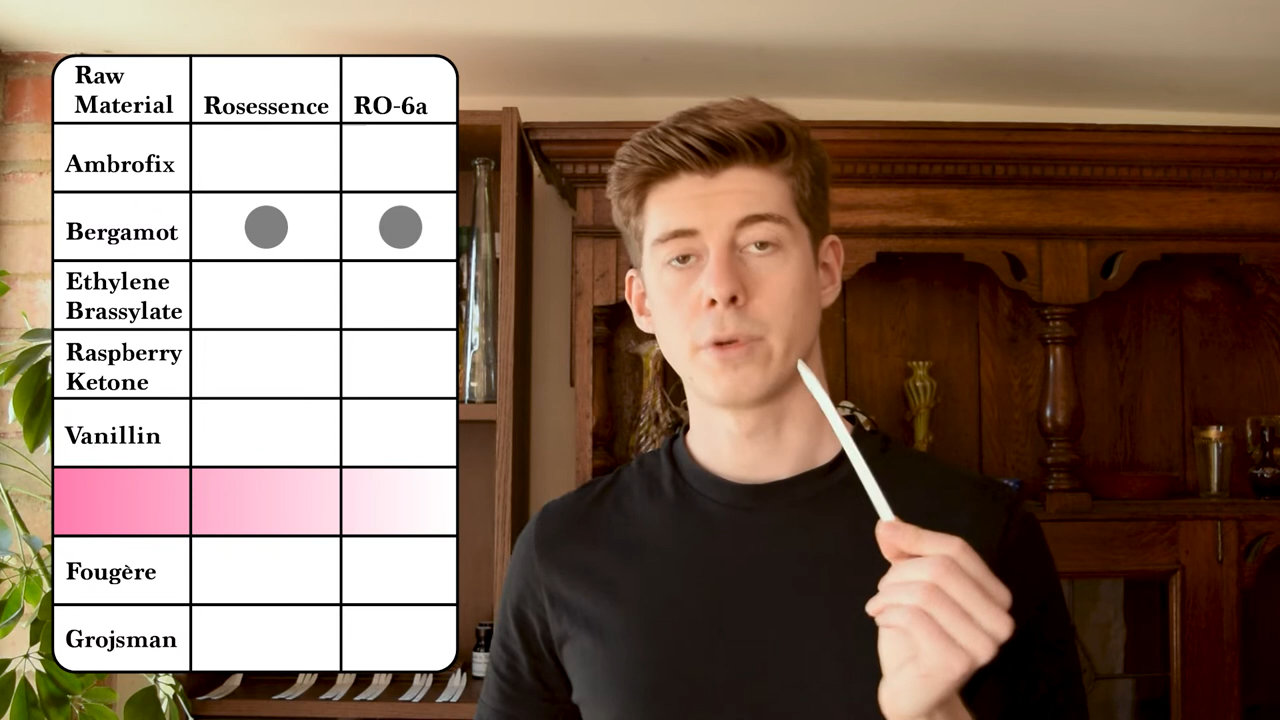 Raw
Material
Rosessence
RO-6a
Ambrofix
Bergamot
Ethylene
Brassylate
Raspberry
Ketone
Vanillin
Fougère
Grojsman